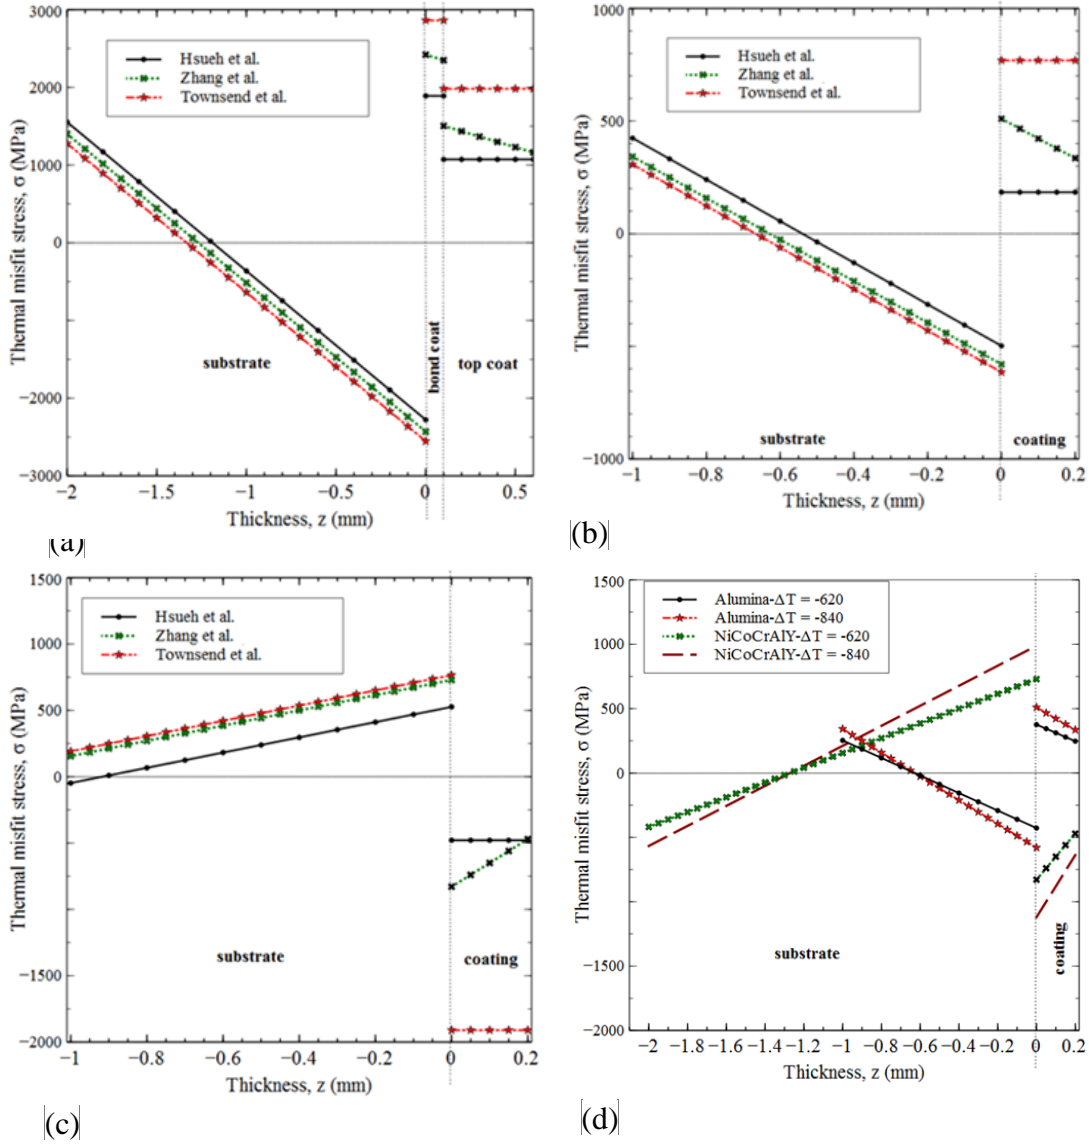 3000
2000
1000
0
−2000
−3000
Thermal misfit stress, σ (MPa)
Hsueh et al.
Zhang et al.
Townsend et al.
substrate
bond coat
top coat
−2
−1.5
−1
−0.5
0
0.5
Thickness, z (mm)
(a)
1000
500
0
−1000
Thermal misfit stress, σ (MPa)
Hsueh et al.
Zhang et al.
Townsend et al.
substrate
coating
−1
−0.8
−0.6
−0.4
−0.2
0
0.2
Thickness, z (mm)
(b)
1500
1000
500
0
−1500
−2000
Thermal misfit stress, σ (MPa)
Hsueh et al.
Zhang et al.
Townsend et al.
substrate
coating
−1
−0.8
−0.6
−0.4
−0.2
0
0.2
Thickness, z (mm)
(c)
1500
1000
500
0
−1500
−2000
Thermal misfit stress, σ (MPa)
Alumina-ΔT = -620
Alumina-ΔT = -840
NiCoCrAlY-ΔT = -620
NiCoCrAlY-ΔT = -840
substrate
coating
−2
−1.8
−1.6
−1.4
−1.2
−1
−0.8
−0.6
−0.4
−0.2
0
0.2
Thickness, z (mm)
(d)